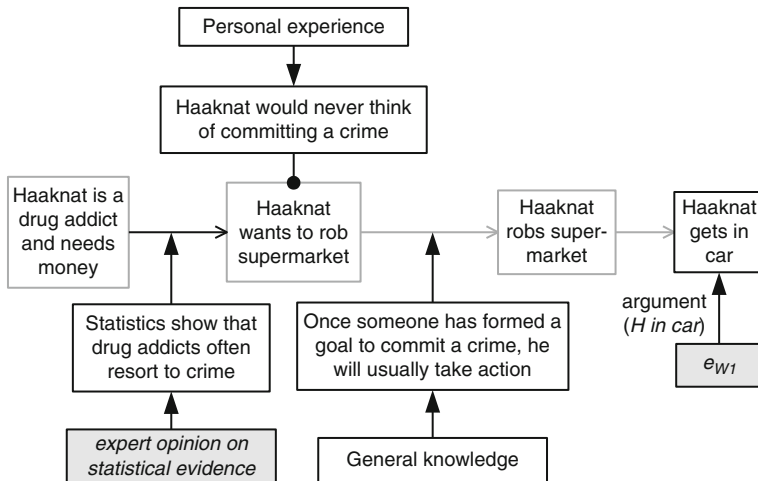 Personal experience
Haaknat would never think
of committing a crime
Haaknat is a
drug addict
and needs
money
Haaknat
wants to rob
supermarket
Haaknat
robs super-
market
Haaknat
gets in
car
Statistics show that
drug addicts often
resort to crime
Once someone has formed a
goal to commit a crime, he
will usually take action
argument
(H in car)
eW1
expert opinion on
statistical evidence
General knowledge